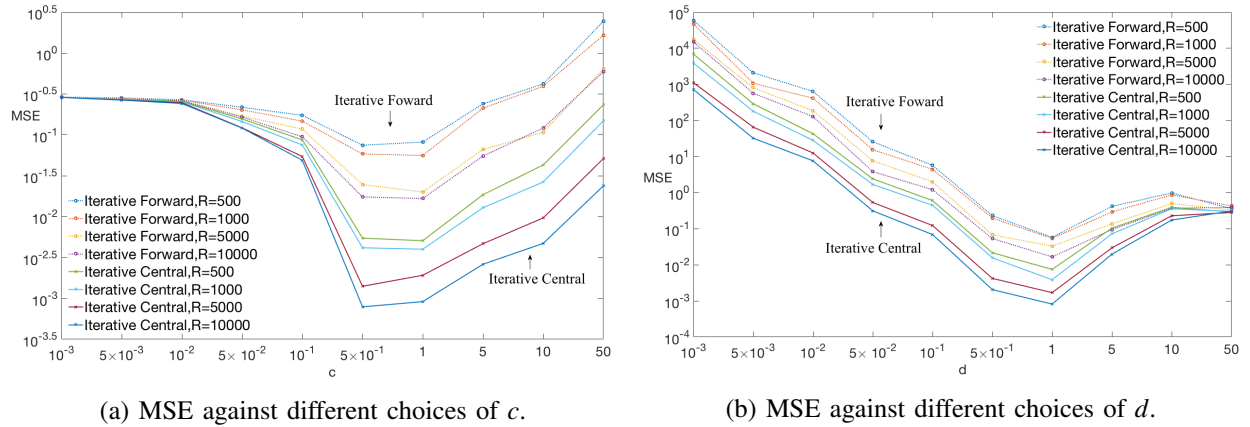 10^0.5
10^0
10^-0.5
MSE
10^-1
10^-1.5
10^-2
10^-2.5
10^-3
10^-3.5
10^-3
5×10^-3
10^-2
5×10^-2
10^-1
5×10^-1
1
5
10
50
c
Iterative Foward
Iterative Central
Iterative Forward,R=500
Iterative Forward,R=1000
Iterative Forward,R=5000
Iterative Forward,R=10000
Iterative Central,R=500
Iterative Central,R=1000
Iterative Central,R=5000
Iterative Central,R=10000
(a) MSE against different choices of c.
10^5
10^4
10^3
10^2
10^1
MSE
10^0
10^-1
10^-2
10^-3
10^-4
10^-3
5×10^-3
10^-2
5×10^-2
10^-1
5×10^-1
1
5
10
50
d
Iterative Foward
Iterative Central
Iterative Forward,R=500
Iterative Forward,R=1000
Iterative Forward,R=5000
Iterative Forward,R=10000
Iterative Central,R=500
Iterative Central,R=1000
Iterative Central,R=5000
Iterative Central,R=10000
(b) MSE against different choices of d.